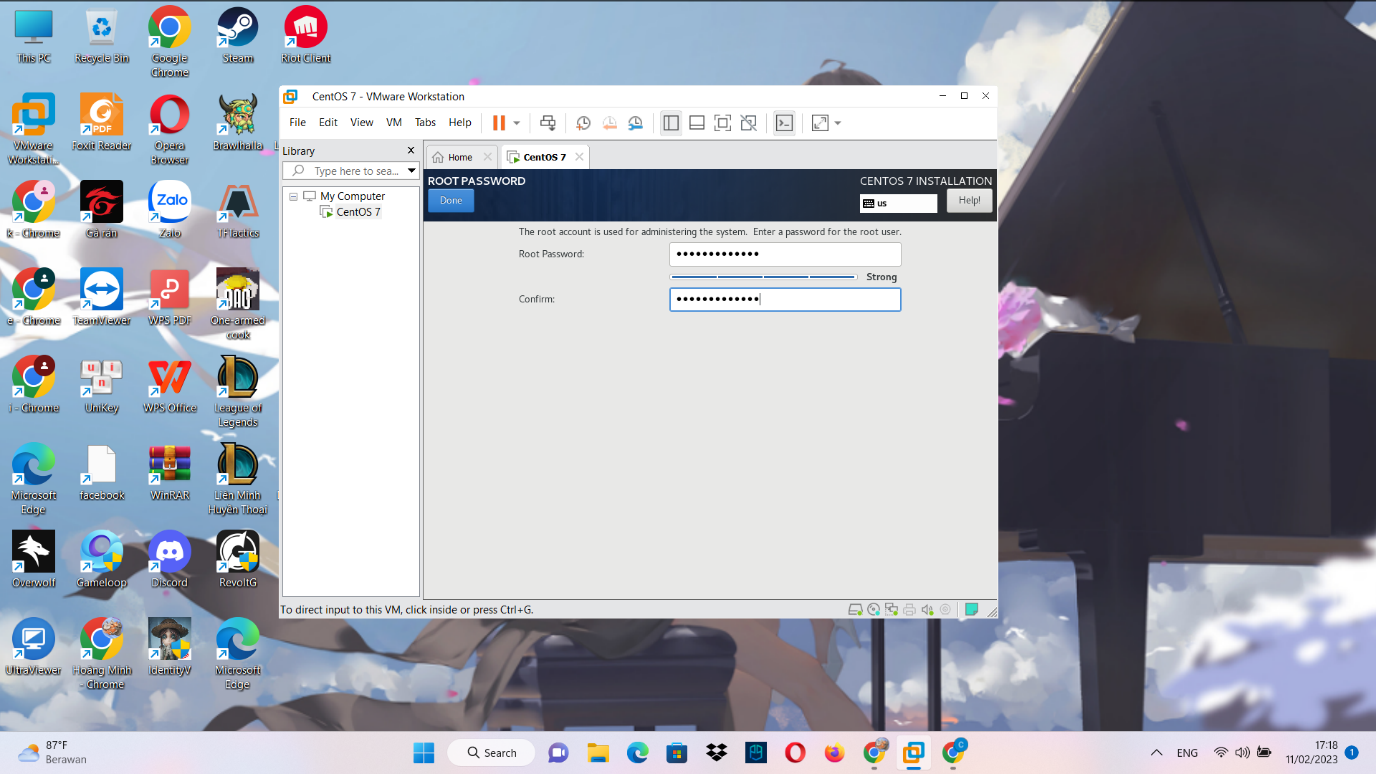 This PC
Recycle Bin
Google
Chrome
Steam
Riot Client
VMware
Workstati...
Foxit Reader
Opera
Browser
Brawlhalla
k - Chrome
Gà rán
Zalo
TFTactics
e - Chrome
TeamViewer
WPS PDF
One-armed
cook
i - Chrome
UniKey
WPS Office
League of
Legends
Microsoft
Edge
facebook
WinRAR
Liên Minh
Huyền Thoại
Overwolf
Gameloop
Discord
RevoltG
UltraViewer
Hoàng Minh
- Chrome
IdentityV
Microsoft
Edge
CentOS 7 - VMware Workstation
File Edit View VM Tabs Help
Library
Type here to sea...
My Computer
CentOS 7
Home
CentOS 7
ROOT PASSWORD
CENTOS 7 INSTALLATION
Done
us
Help!
The root account is used for administering the system. Enter a password for the root user.
Root Password:
•••••••••••••
Strong
Confirm:
•••••••••••••
To direct input to this VM, click inside or press Ctrl+G.
87°F
Berawan
Search
ENG
17:18
11/02/2023
1